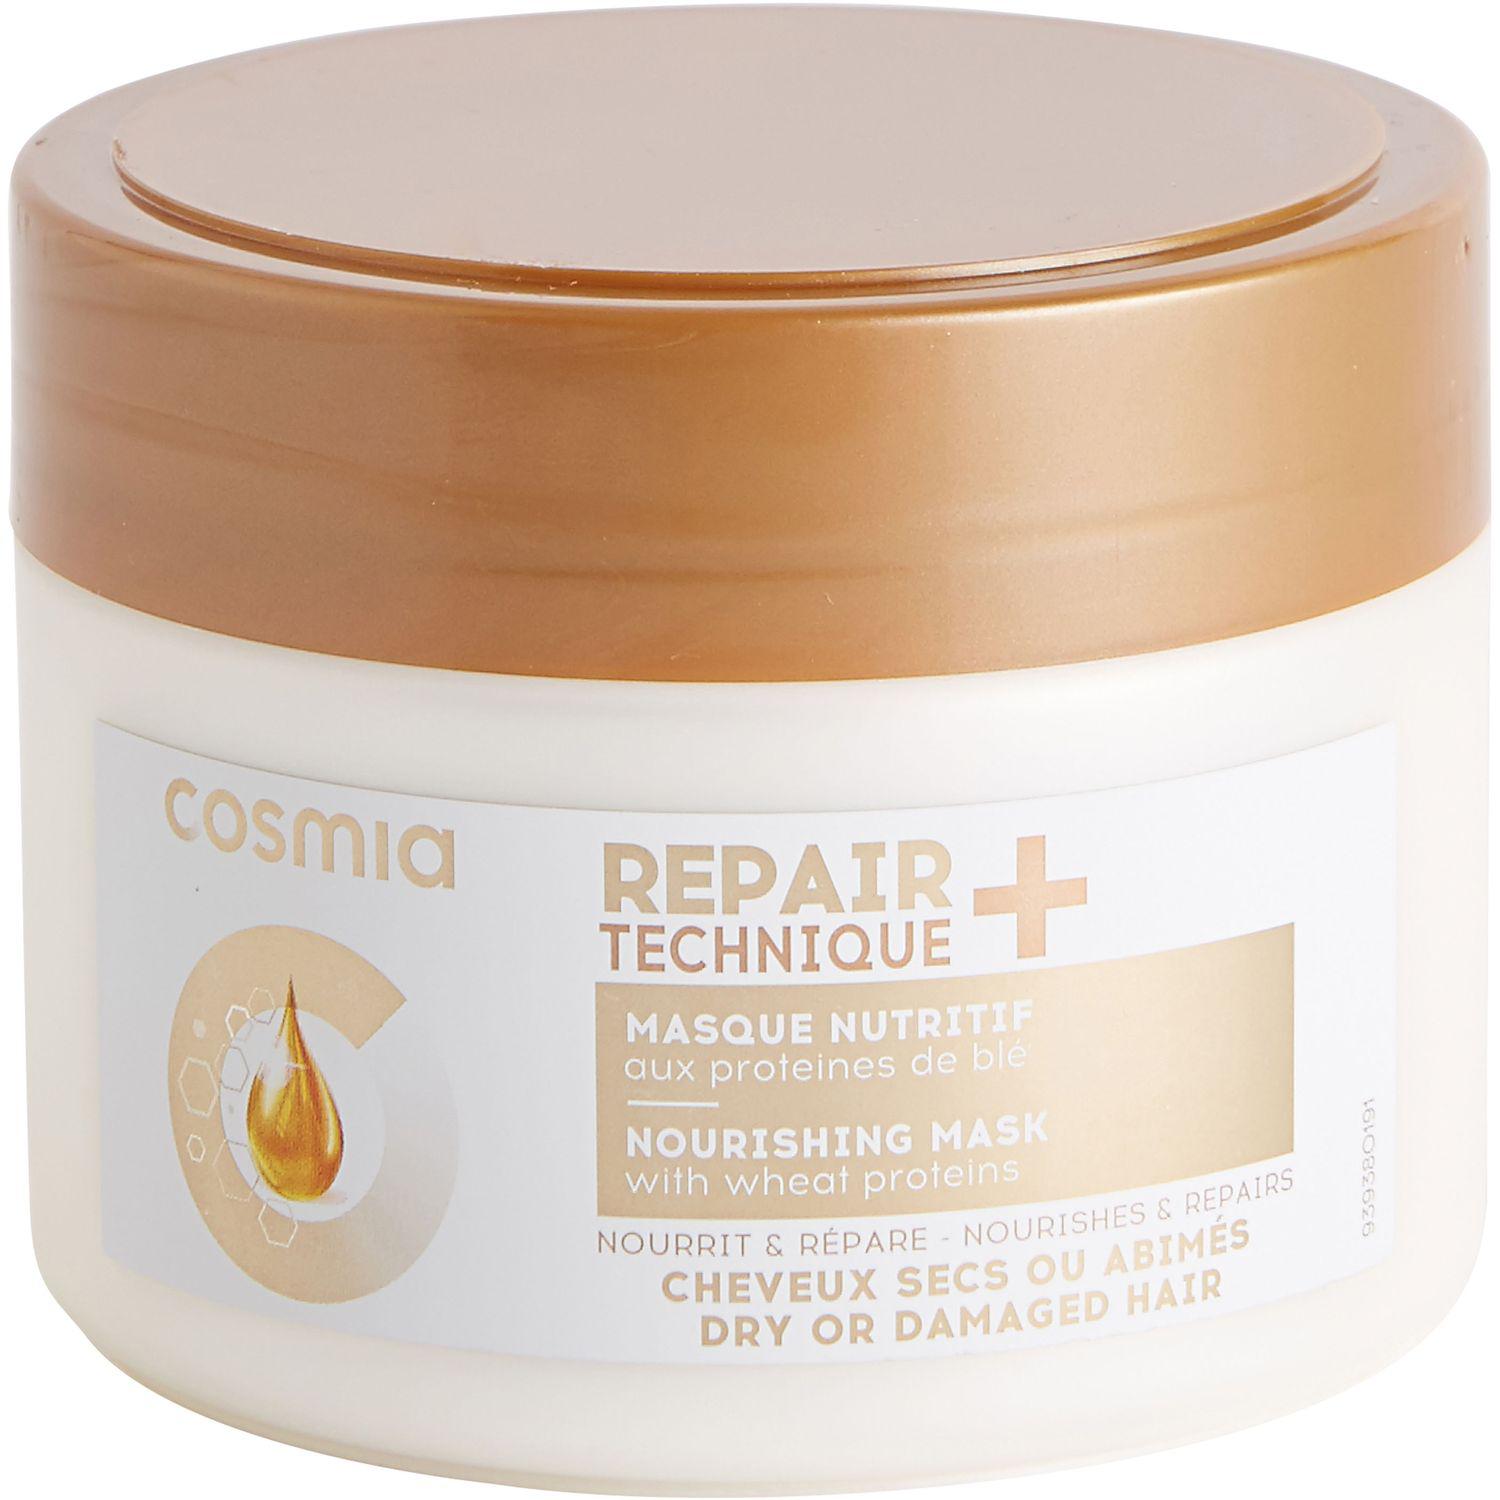 cosmia
REPAIR +
TECHNIQUE
MASQUE NUTRITIF
aux proteines de blé
NOURISHING MASK
with wheat proteins
NOURRIT & RÉPARE - NOURISHES & REPAIRS
CHEVEUX SECS OU ABIMÉS
DRY OR DAMAGED HAIR
939380191